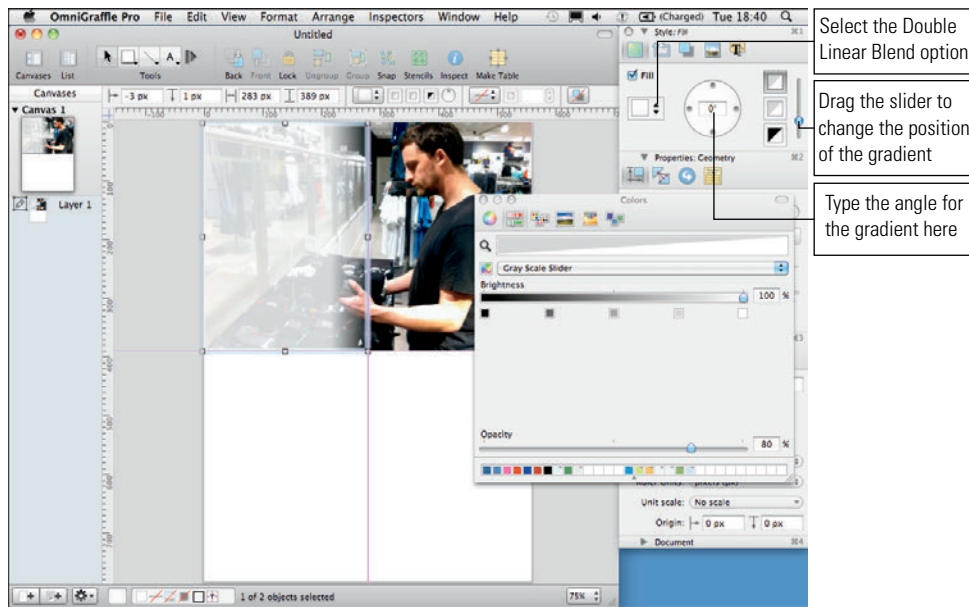 OmniGraffle Pro File Edit View Format Arrange Inspectors Window Help (Charged) Tue 18:40
Untitled
Style: Fill ⌘1
Canvases List Tools Back Front Lock Ungroup Group Snap Stencils Inspect Make Table
Fill
Canvases
-3 px 1 px 283 px 389 px
Canvas 1
0°
Properties: Geometry ⌘2
Layer 1
Colors
Gray Scale Slider
Brightness
100 %
Opacity
80 %
Unit scale: No scale
Origin: 0 px 0 px
Document ⌘4
1 of 2 objects selected 75%
Select the Double
Linear Blend option
Drag the slider to
change the position
of the gradient
Type the angle for
the gradient here